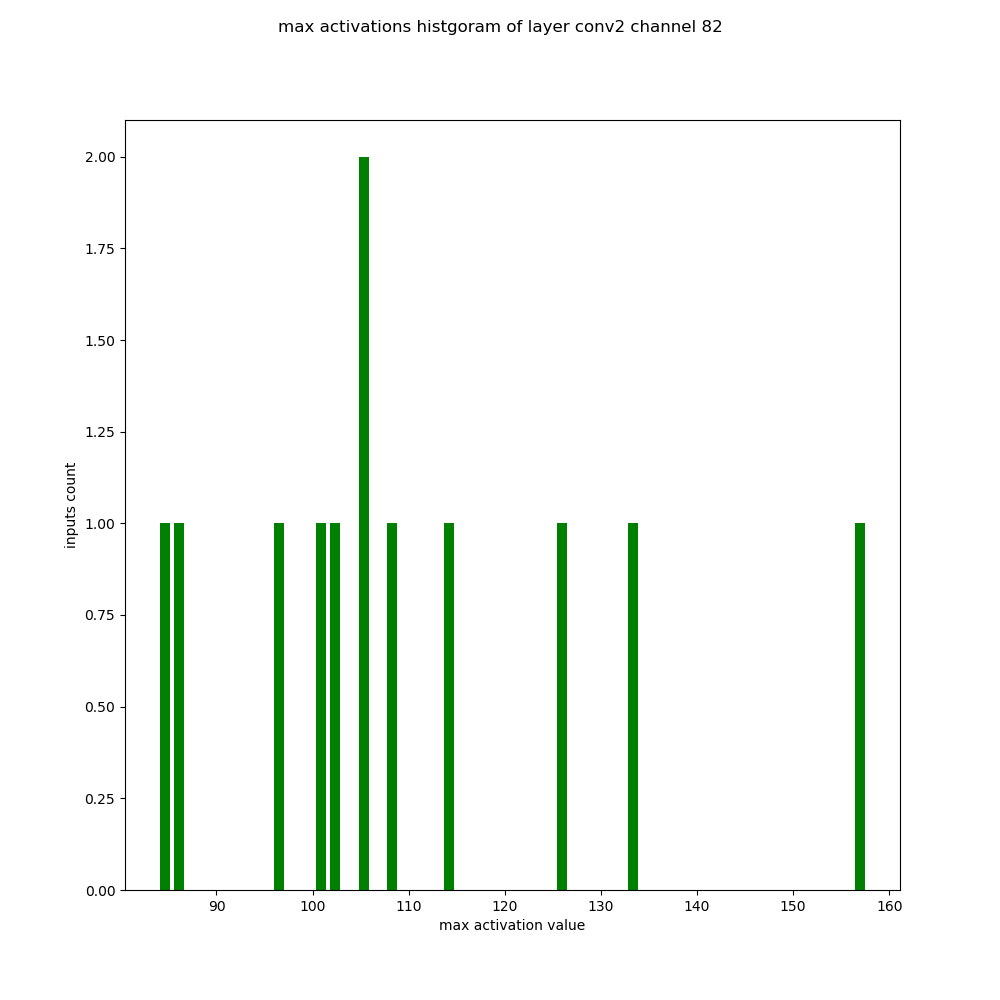 max activations histgoram of layer conv2 channel 82
2.00
1.75
1.50
1.25
inputs count
1.00
0.75
0.50
0.25
0.00
90 100 110 120 130 140 150 160
max activation value